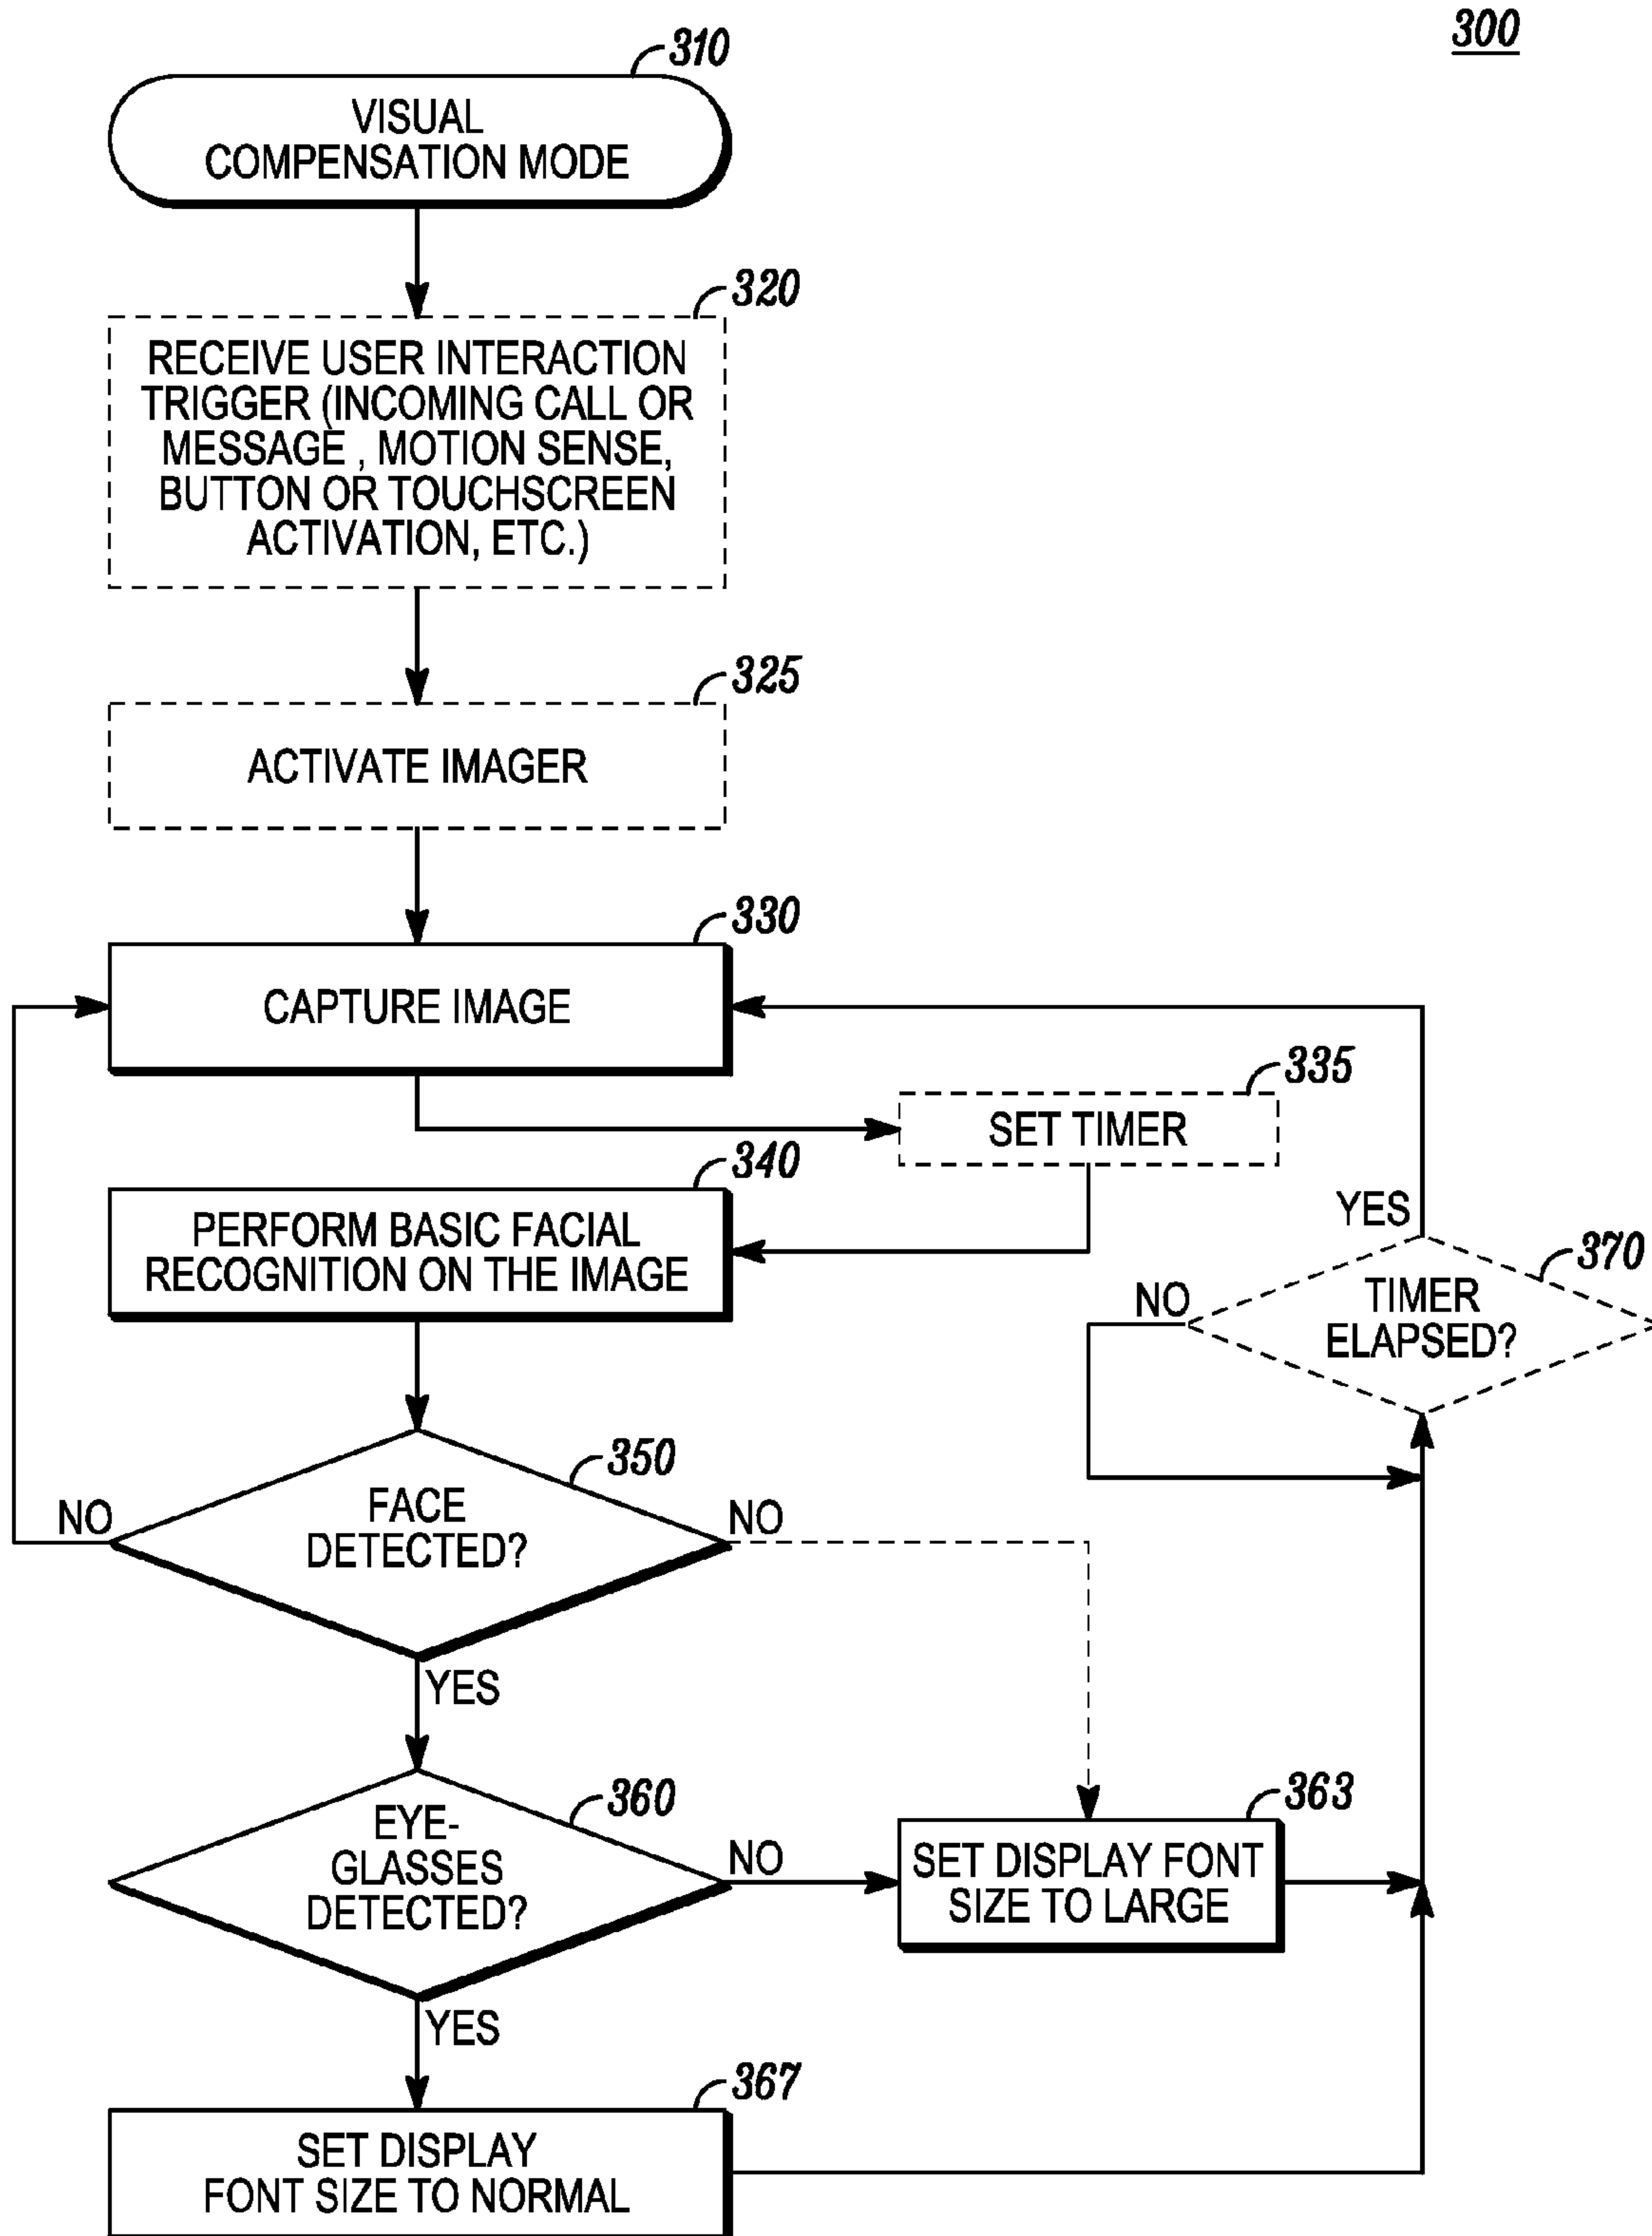 300
310
VISUAL
COMPENSATION MODE
320
RECEIVE USER INTERACTION
TRIGGER (INCOMING CALL OR
MESSAGE , MOTION SENSE,
BUTTON OR TOUCHSCREEN
ACTIVATION, ETC.)
325
ACTIVATE IMAGER
330
CAPTURE IMAGE
335
SET TIMER
340
PERFORM BASIC FACIAL
RECOGNITION ON THE IMAGE
370
YES
NO
TIMER
ELAPSED?
350
NO
FACE
DETECTED?
NO
YES
360
EYE-
GLASSES
DETECTED?
NO
363
SET DISPLAY FONT
SIZE TO LARGE
YES
367
SET DISPLAY
FONT SIZE TO NORMAL